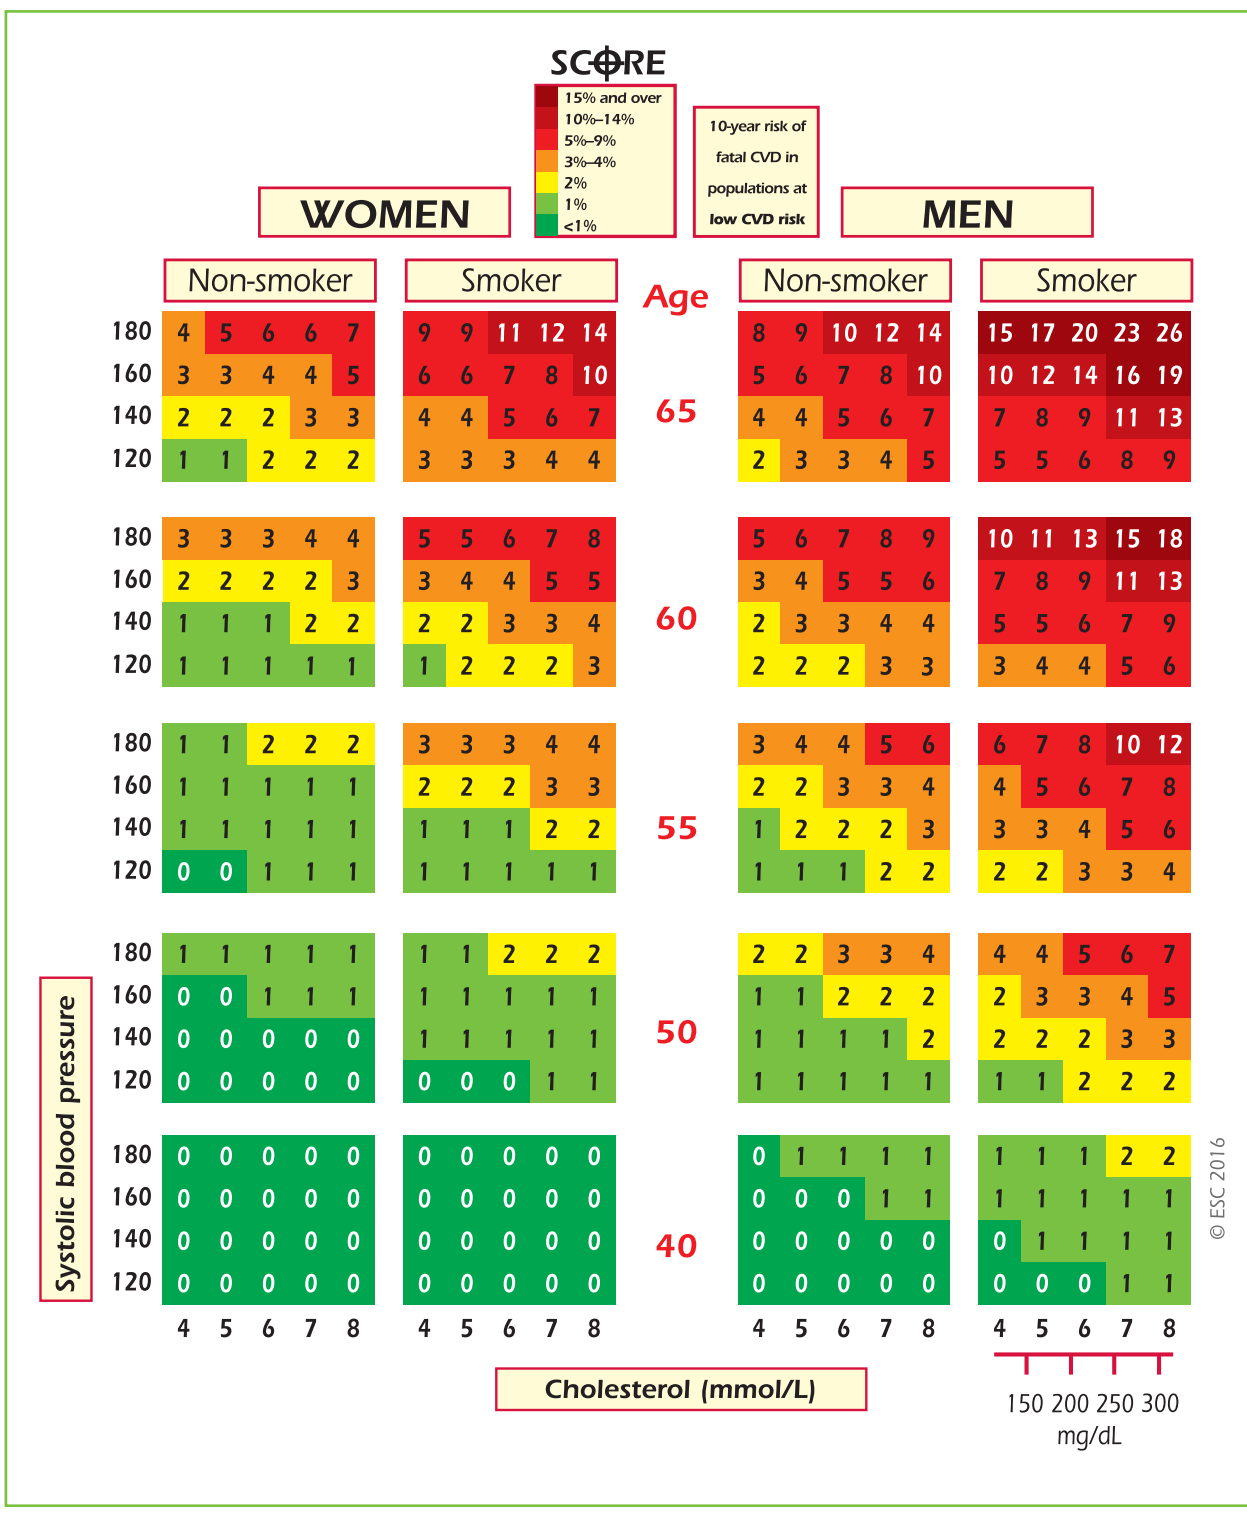 SCORE
15% and over
10%–14%
5%–9%
3%–4%
2%
1%
<1%
10-year risk of
fatal CVD in
populations at
low CVD risk
WOMEN
MEN
Non-smoker Smoker Age Non-smoker Smoker
180 4 5 6 6 7 9 9 11 12 14 8 9 10 12 14 15 17 20 23 26
160 3 3 4 4 5 6 6 7 8 10 5 6 7 8 10 10 12 14 16 19
65
140 2 2 2 3 3 4 4 5 6 7 4 4 5 6 7 7 8 9 11 13
120 1 1 2 2 2 3 3 3 4 4 2 3 3 4 5 5 5 6 8 9
180 3 3 3 4 4 5 5 6 7 8 5 6 7 8 9 10 11 13 15 18
160 2 2 2 2 3 3 4 4 5 5 3 4 5 5 6 7 8 9 11 13
60
140 1 1 1 2 2 2 2 3 3 4 2 3 3 4 4 5 5 6 7 9
120 1 1 1 1 1 1 2 2 2 3 2 2 2 3 3 3 4 4 5 6
180 1 1 2 2 2 3 3 3 4 4 3 4 4 5 6 6 7 8 10 12
160 1 1 1 1 1 2 2 2 3 3 2 2 3 3 4 4 5 6 7 8
55
140 1 1 1 1 1 1 1 1 2 2 1 2 2 2 3 3 3 4 5 6
120 0 0 1 1 1 1 1 1 1 1 1 1 1 2 2 2 2 3 3 4
180 1 1 1 1 1 1 1 2 2 2 2 2 3 3 4 4 4 5 6 7
160 0 0 1 1 1 1 1 1 1 1 1 1 2 2 2 2 3 3 4 5
50
140 0 0 0 0 0 1 1 1 1 1 1 1 1 1 2 2 2 2 3 3
120 0 0 0 0 0 0 0 0 1 1 1 1 1 1 1 1 1 2 2 2
180 0 0 0 0 0 0 0 0 0 0 0 1 1 1 1 1 1 1 2 2
160 0 0 0 0 0 0 0 0 0 0 0 0 0 1 1 1 1 1 1 1
40
140 0 0 0 0 0 0 0 0 0 0 0 0 0 0 0 0 1 1 1 1
120 0 0 0 0 0 0 0 0 0 0 0 0 0 0 0 0 0 0 1 1
4 5 6 7 8 4 5 6 7 8 4 5 6 7 8 4 5 6 7 8
Systolic blood pressure
Cholesterol (mmol/L)
150 200 250 300
mg/dL
© ESC 2016